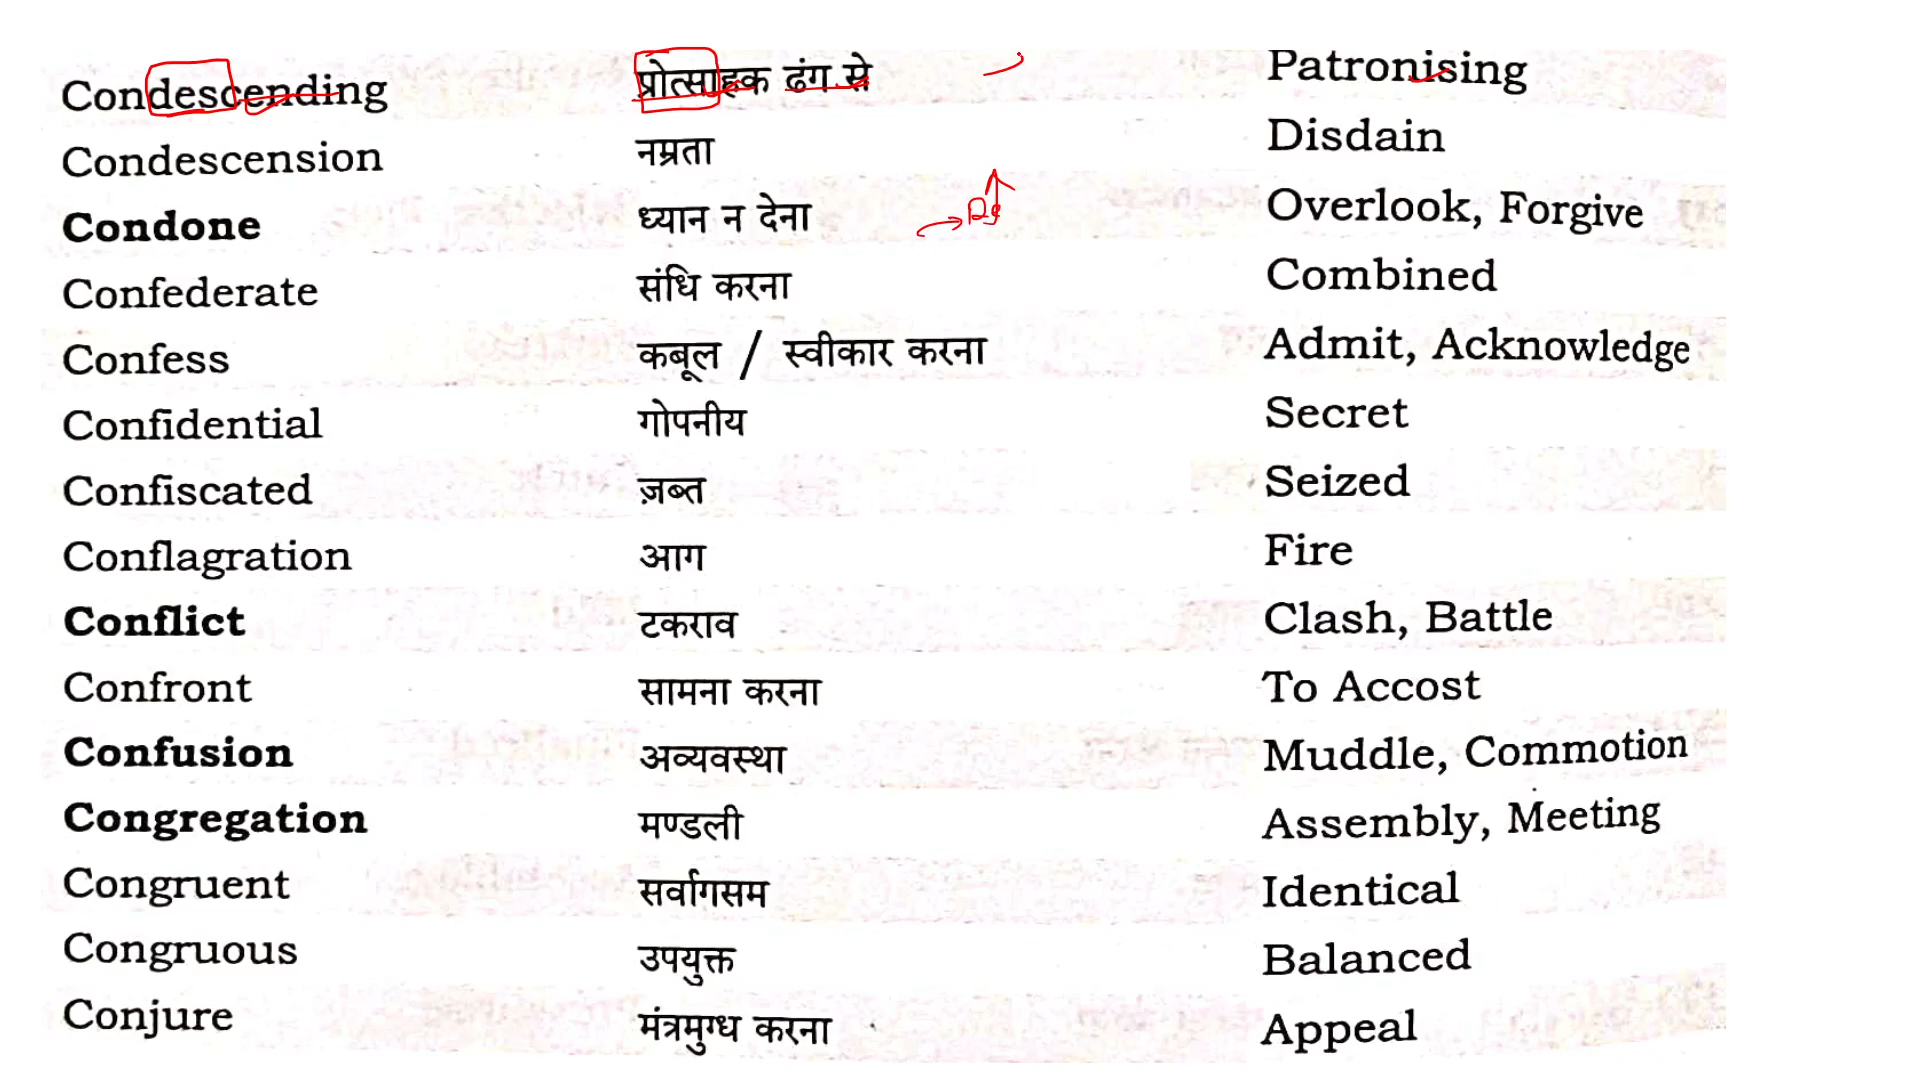 Condescending प्रोत्साहक ढंग से Patronising
Condescension नम्रता Disdain
Condone ध्यान न देना Overlook, Forgive
Confederate संधि करना Combined
Confess कबूल / स्वीकार करना Admit, Acknowledge
Confidential गोपनीय Secret
Confiscated ज़ब्त Seized
Conflagration आग Fire
Conflict टकराव Clash, Battle
Confront सामना करना To Accost
Confusion अव्यवस्था Muddle, Commotion
Congregation मण्डली Assembly, Meeting
Congruent सर्वागसम Identical
Congruous उपयुक्त Balanced
Conjure मंत्रमुग्ध करना Appeal